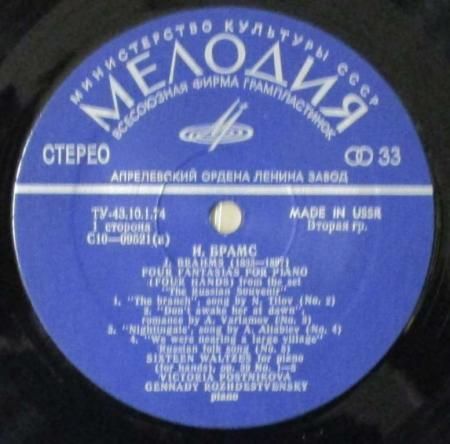 МИНИСТЕРСТВО КУЛЬТУРЫ СССР
МЕЛОДИЯ
ВСЕСОЮЗНАЯ ФИРМА ГРАМПЛАСТИНОК
СТЕРЕО
33
АПРЕЛЕВСКИЙ ОРДЕНА ЛЕНИНА ЗАВОД
ТУ-43.10.1.74
MADE IN USSR
1 сторона
Вторая гр.
С10—09521(в)
И. БРАМС
J. BRAHMS (1833—1897)
FOUR FANTASIAS FOR PIANO
(FOUR HANDS) from the set
"The Russian Souvenir"
1. "The branch", song by N. Titov (No. 2)
2. "Don't awake her at dawn",
romance by A. Varlamov (No.
3. "Nightingale", song by A. Aliabiev (No. 4)
4. "We were nearing a large village"
Russian folk song (No. 8)
SIXTEEN WALTZES for piano
(for hands), op. 39 No. 1—8
VICTORIA POSTNIKOVA
GENNADY ROZHDESTVENSKY
piano